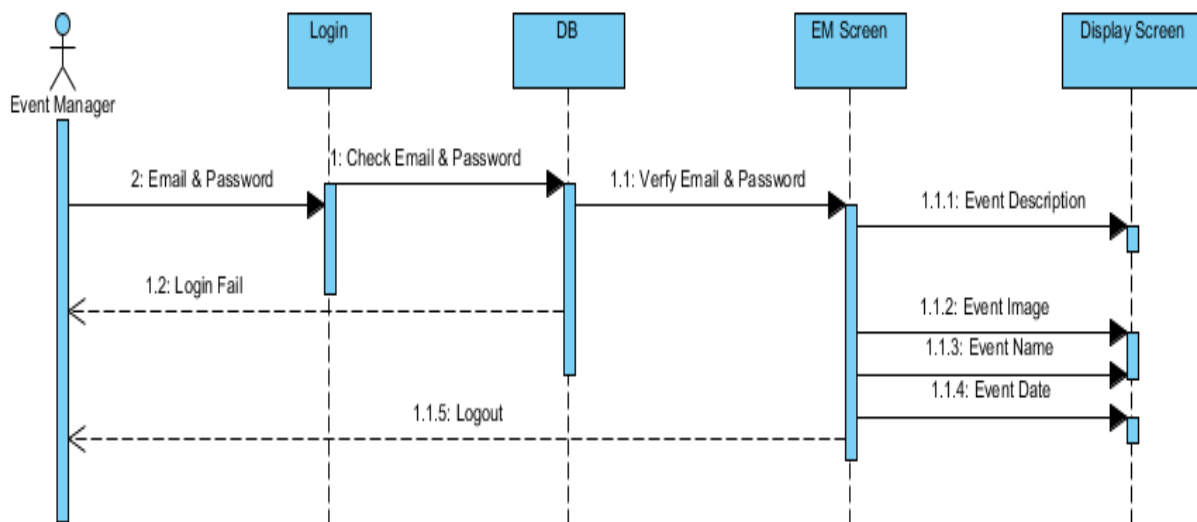 Login
DB
EM Screen
Display Screen
Event Manager
1: Check Email & Password
2: Email & Password
1.1: Verfy Email & Password
1.1.1: Event Description
1.2: Login Fail
1.1.2: Event Image
1.1.3: Event Name
1.1.4: Event Date
1.1.5: Logout